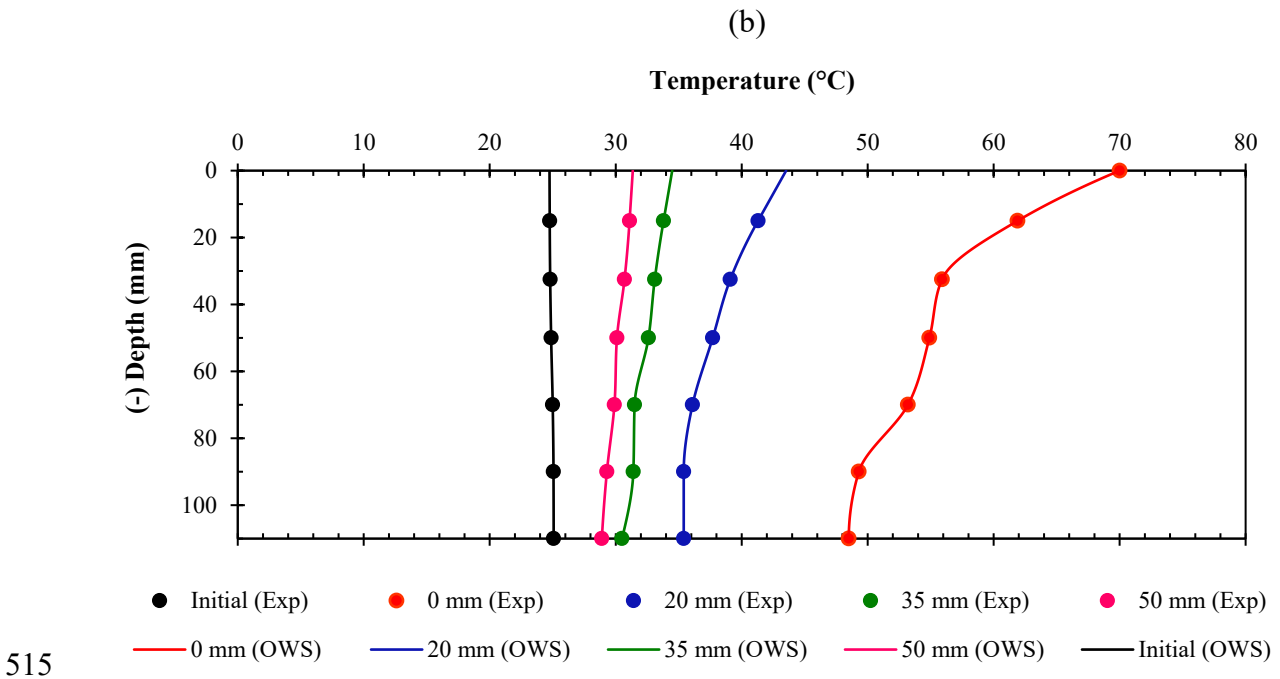 (b)
Temperature (°C)
0 10 20 30 40 50 60 70 80
(-) Depth (mm)
0
20
40
60
80
100
Initial (Exp) 0 mm (Exp) 20 mm (Exp) 35 mm (Exp) 50 mm (Exp)
0 mm (OWS) 20 mm (OWS) 35 mm (OWS) 50 mm (OWS) Initial (OWS)
515